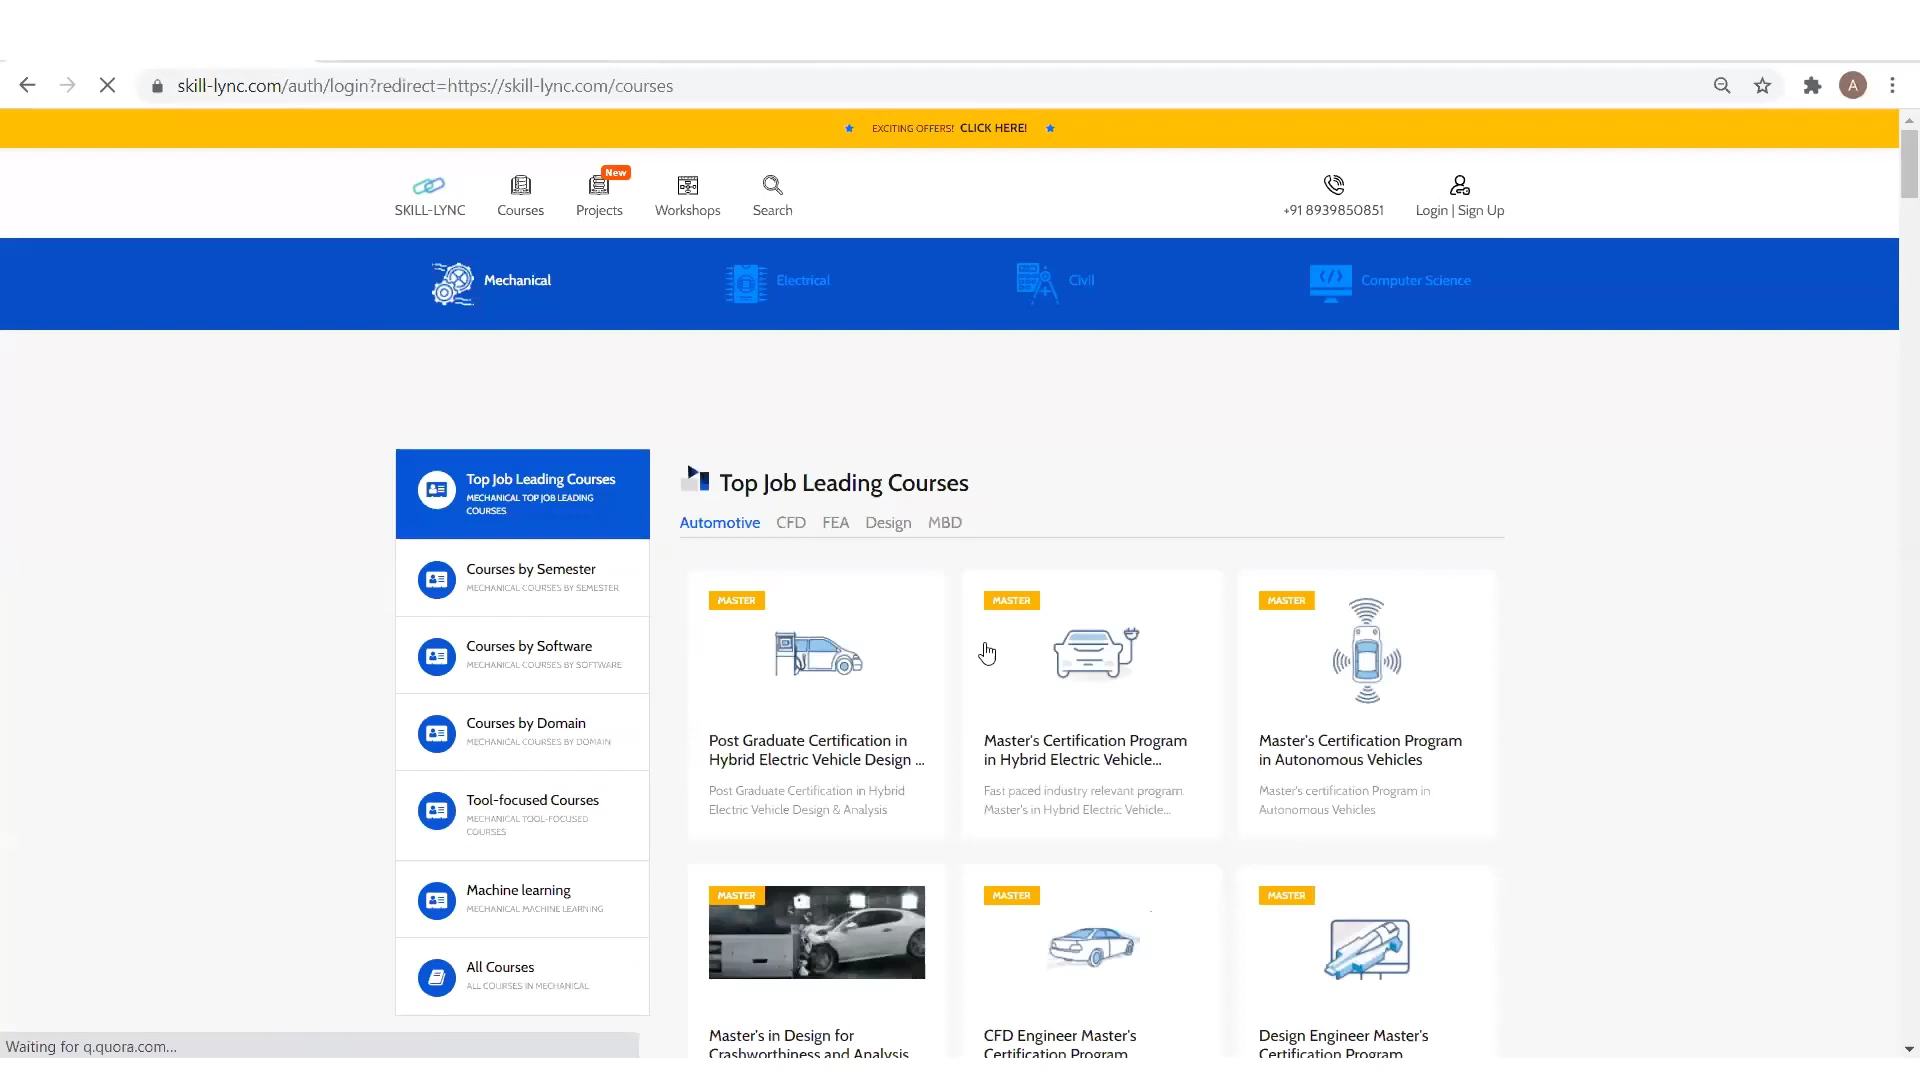 skill-lync.com/auth/login?redirect=https://skill-lync.com/courses
A
EXCITING OFFERS! CLICK HERE!
New
SKILL-LYNC
Courses
Projects
Workshops
Search
+91 8939850851
Login | Sign Up
Mechanical
Electrical
Civil
Computer Science
Top Job Leading Courses
MECHANICAL TOP JOB LEADING
COURSES
Courses by Semester
MECHANICAL COURSES BY SEMESTER
Courses by Software
MECHANICAL COURSES BY SOFTWARE
Courses by Domain
MECHANICAL COURSES BY DOMAIN
Tool-focused Courses
MECHANICAL TOOL-FOCUSED
COURSES
Machine learning
MECHANICAL MACHINE LEARNING
All Courses
ALL COURSES IN MECHANICAL
Top Job Leading Courses
Automotive CFD FEA Design MBD
MASTER
Post Graduate Certification in
Hybrid Electric Vehicle Design ...
Post Graduate Certification in Hybrid
Electric Vehicle Design & Analysis
MASTER
Master's Certification Program
in Hybrid Electric Vehicle...
Fast paced industry relevant program.
Master's in Hybrid Electric Vehicle...
MASTER
Master's Certification Program
in Autonomous Vehicles
Master's certification Program in
Autonomous Vehicles
MASTER
Master's in Design for
Crashworthiness and Analysis
MASTER
CFD Engineer Master's
Certification Program
MASTER
Design Engineer Master's
Certification Program
Waiting for q.quora.com...